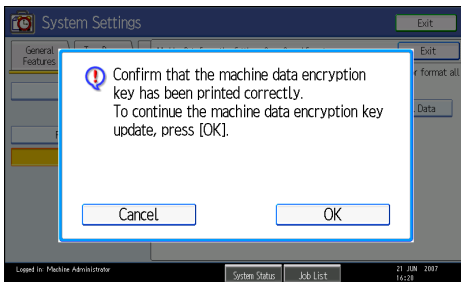 System Settings
Exit
General
Features
Exit
format all
Data
Confirm that the machine data encryption
key has been printed correctly.
To continue the machine data encryption key
update, press [OK].
Cancel
OK
Logged in: Machine Administrator
System Status
Job List
21 JUN 2007
16:28